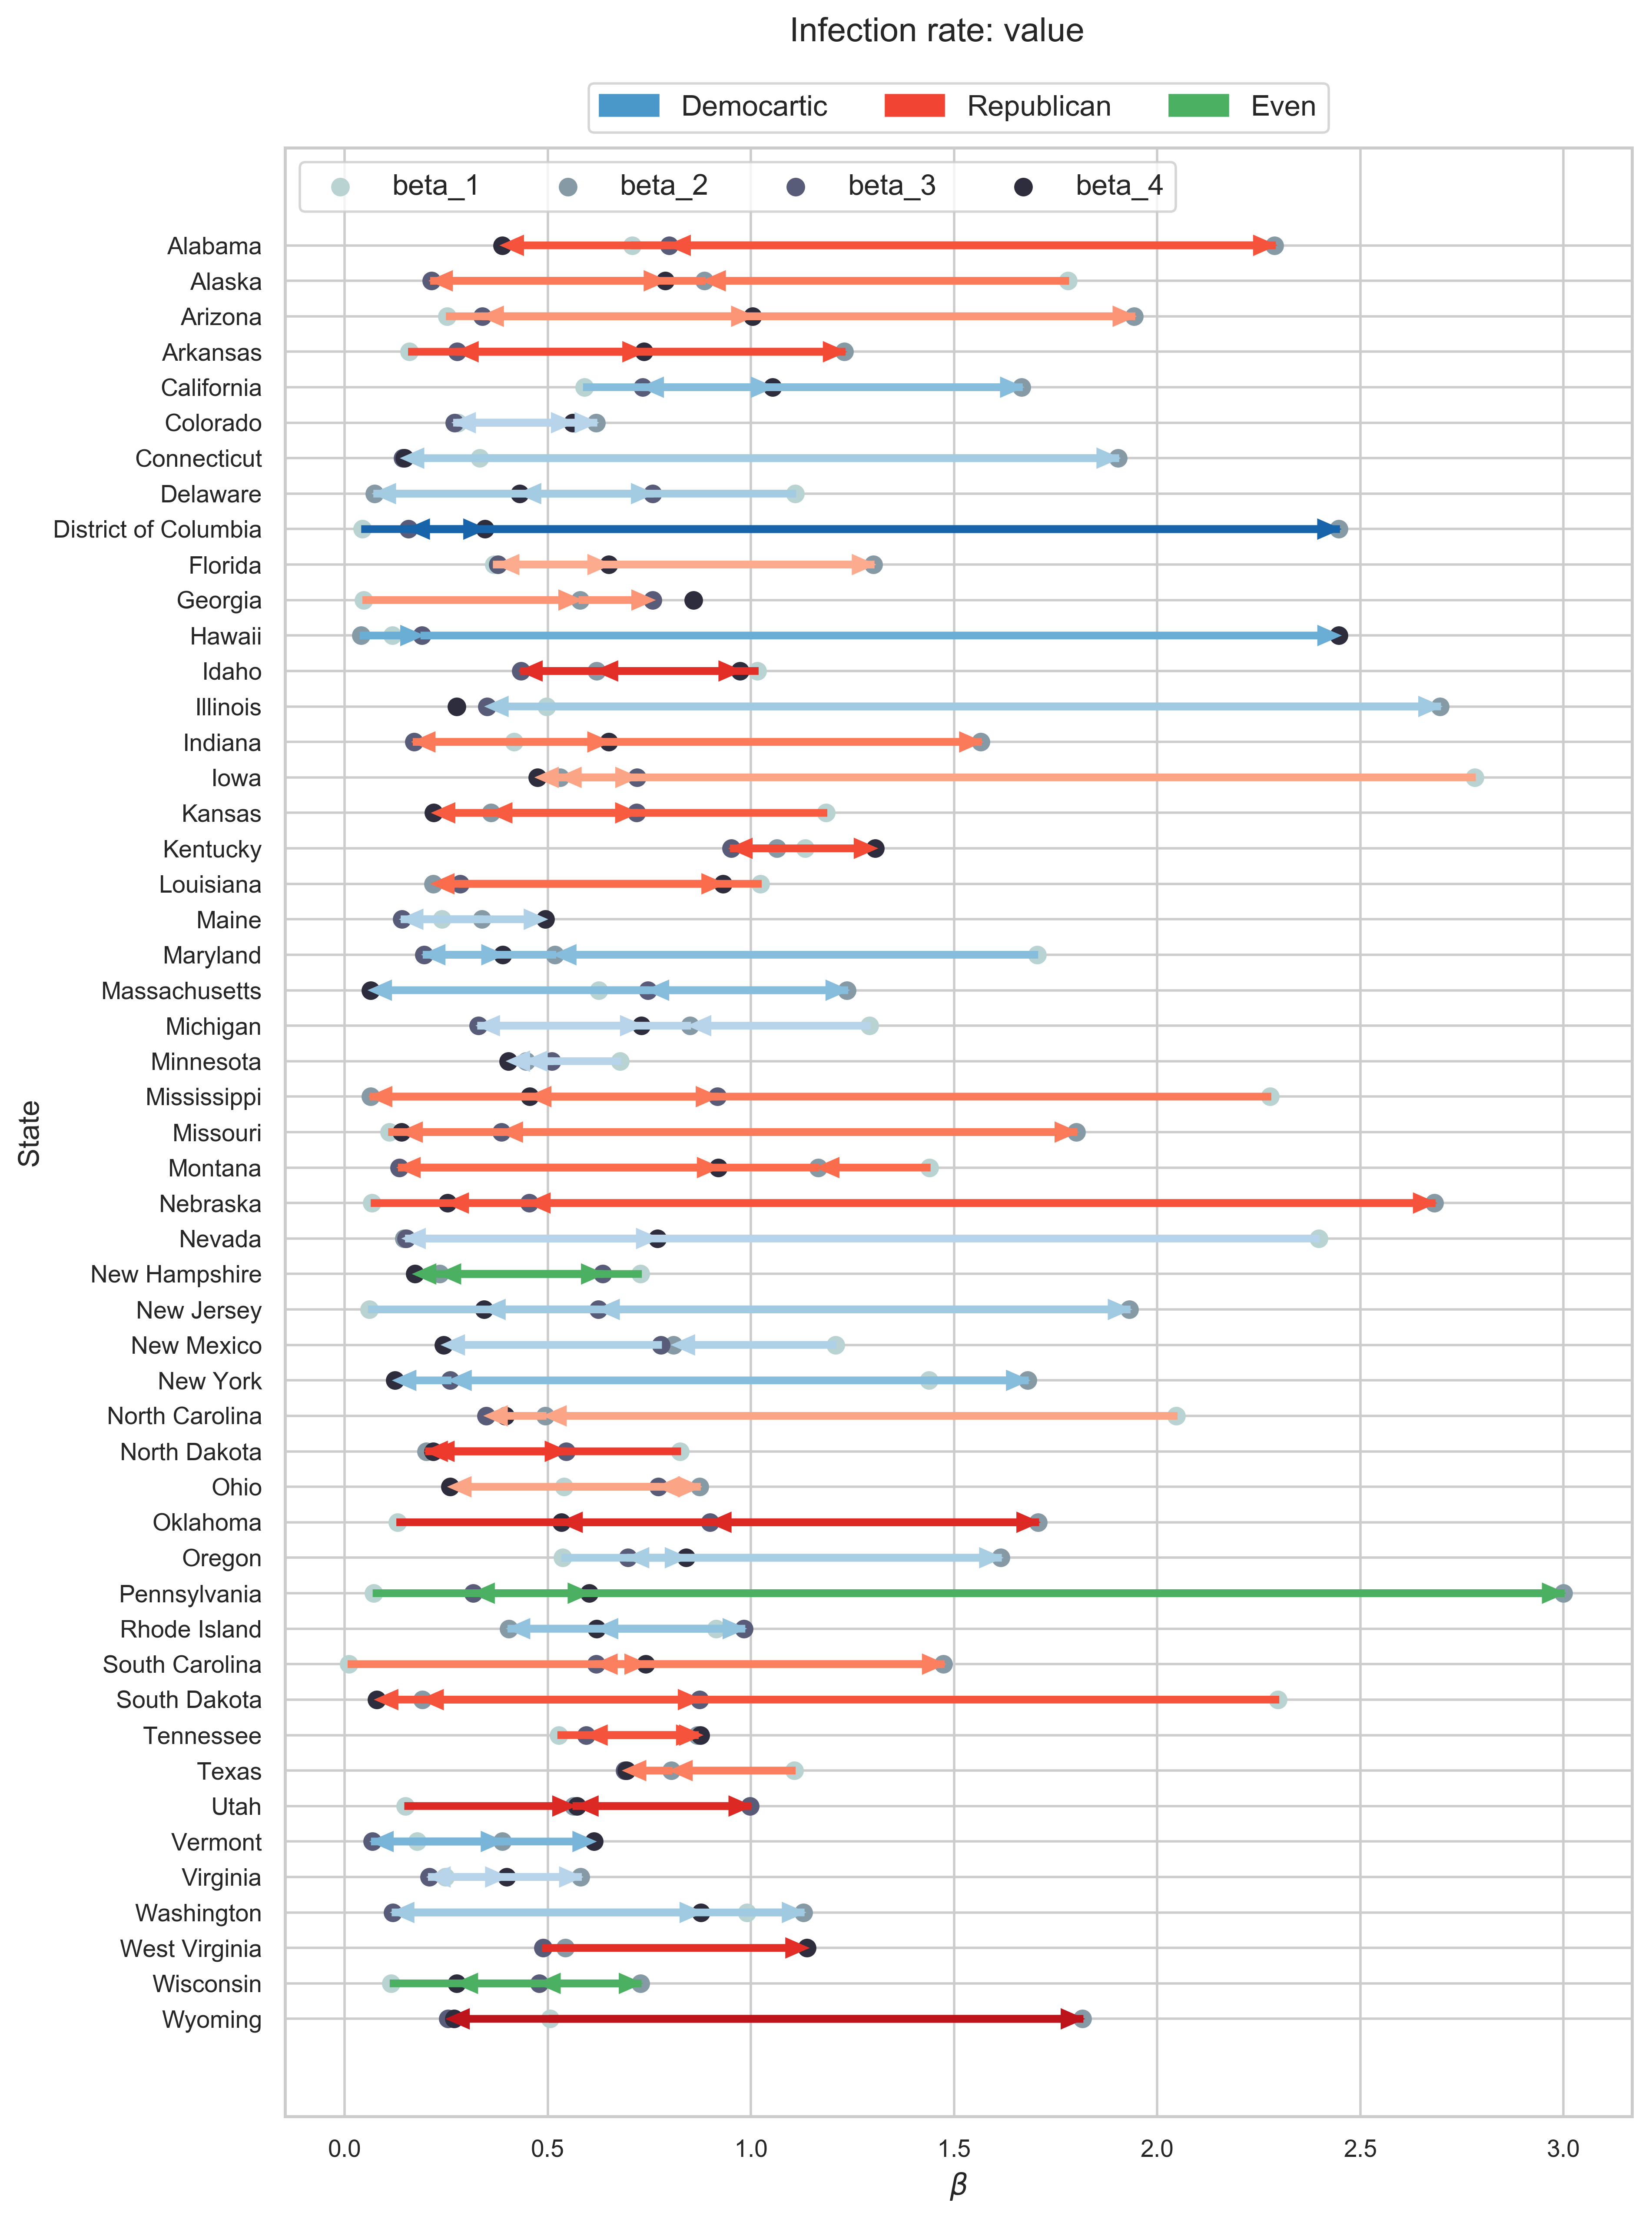 Infection rate: value
Democartic Republican Even
beta_1 beta_2 beta_3 beta_4
Alabama
Alaska
Arizona
Arkansas
California
Colorado
Connecticut
Delaware
District of Columbia
Florida
Georgia
Hawaii
Idaho
Illinois
Indiana
Iowa
Kansas
Kentucky
Louisiana
Maine
Maryland
Massachusetts
Michigan
Minnesota
Mississippi
Missouri
Montana
Nebraska
Nevada
New Hampshire
New Jersey
New Mexico
New York
North Carolina
North Dakota
Ohio
Oklahoma
Oregon
Pennsylvania
Rhode Island
South Carolina
South Dakota
Tennessee
Texas
Utah
Vermont
Virginia
Washington
West Virginia
Wisconsin
Wyoming
State
0.0 0.5 1.0 1.5 2.0 2.5 3.0
β